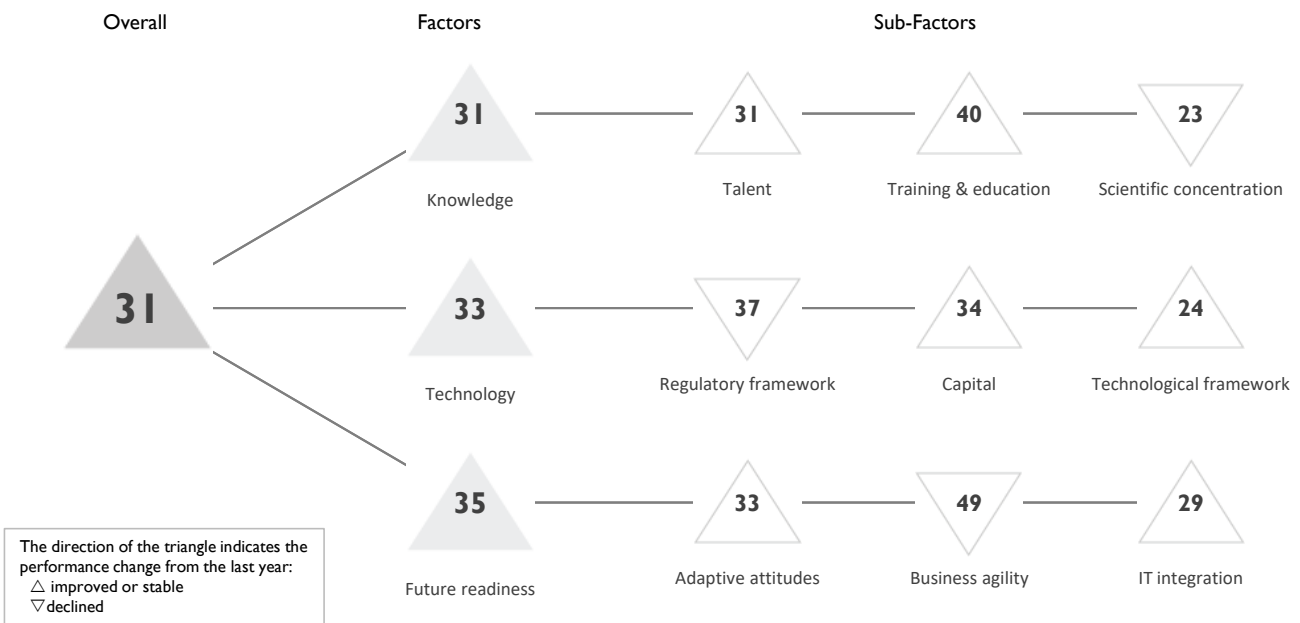 Overall
Factors
Sub-Factors
31
31
Knowledge
31
Talent
40
Training & education
23
Scientific concentration
33
Technology
37
Regulatory framework
34
Capital
24
Technological framework
35
Future readiness
33
Adaptive attitudes
49
Business agility
29
IT integration
The direction of the triangle indicates the
performance change from the last year:
△ improved or stable
▽ declined